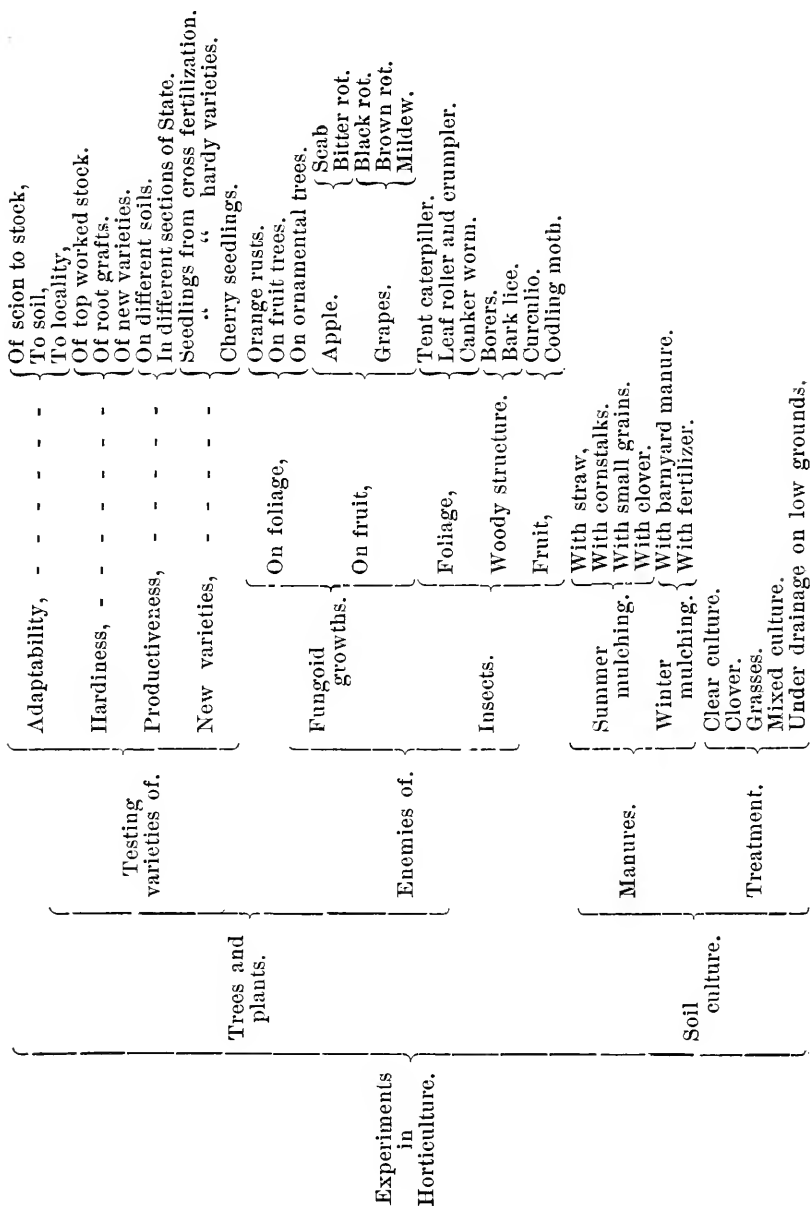 Experiments
in
Horticulture.
Trees and
plants.
Testing
varieties of.
Adaptability, - - - - - -
Of scion to stock,
To soil,
To locality,
Hardiness, - - - - - -
Of top worked stock.
Of root grafts.
Of new varieties.
Productiveness, - - - - -
On different soils.
In different sections of State.
New varieties, - - - - -
Seedlings from cross fertilization.
“ “ hardy varieties.
Cherry seedlings.
Enemies of.
Fungoid
growths.
On foliage,
Orange rusts.
On fruit trees.
On ornamental trees.
On fruit,
Apple.
Scab
Bitter rot.
Grapes.
Black rot.
Brown rot.
Mildew.
Insects.
Foliage,
Tent caterpiller.
Leaf roller and crumpler.
Canker worm.
Woody structure.
Borers.
Bark lice.
Fruit,
Curculio.
Codling moth.
Soil
culture.
Manures.
Summer
mulching.
With straw,
With cornstalks.
With small grains.
With clover.
Winter
mulching.
With barnyard manure.
With fertilizer.
Treatment.
Clear culture.
Clover.
Grasses.
Mixed culture.
Under drainage on low grounds.